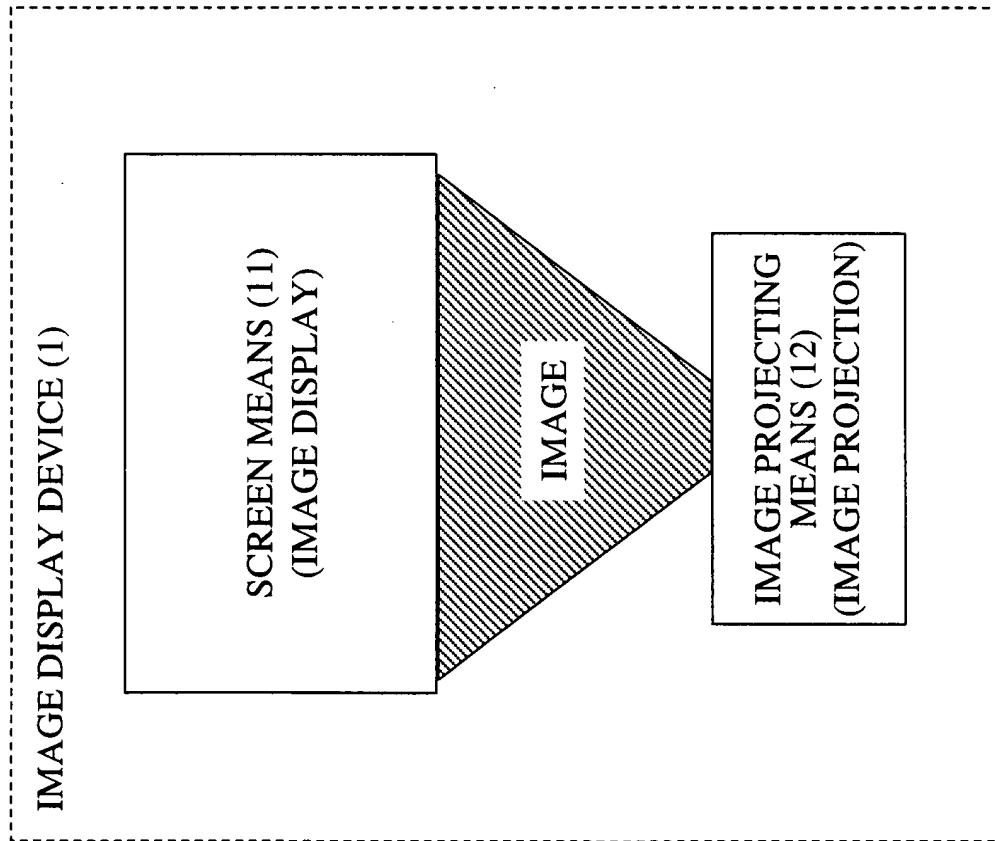 IMAGE DISPLAY DEVICE (1)
SCREEN MEANS (11)
(IMAGE DISPLAY)
IMAGE
IMAGE PROJECTING
MEANS (12)
(IMAGE PROJECTION)